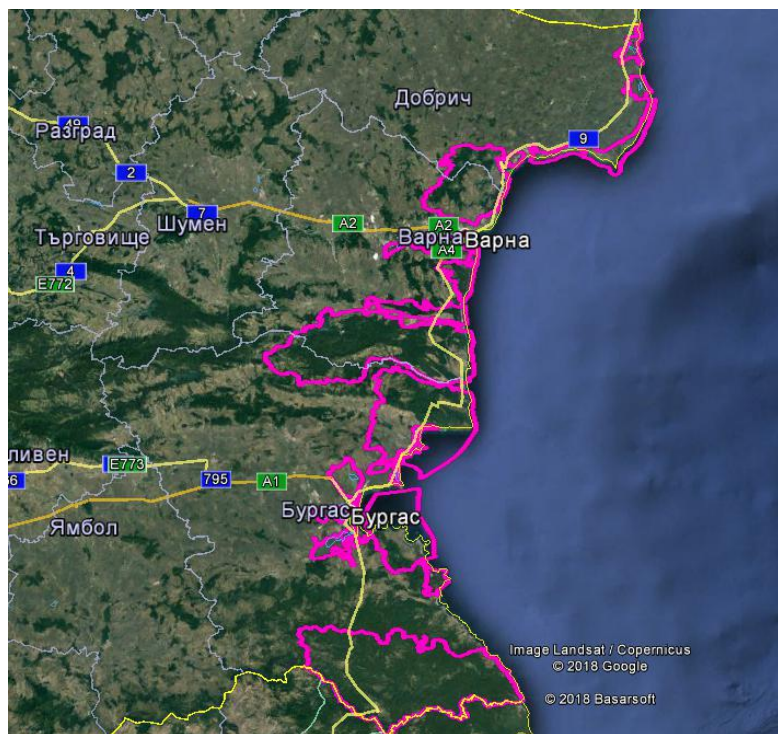 Добрич
49
Разград
9
2
7
Шумен
A2
A2
Търговище
Варна
Варна
A4
4
E772
ливен
E773
66
795
A1
Бургас
Бургас
Ямбол
Image Landsat / Copernicus
© 2018 Google
© 2018 Basarsoft